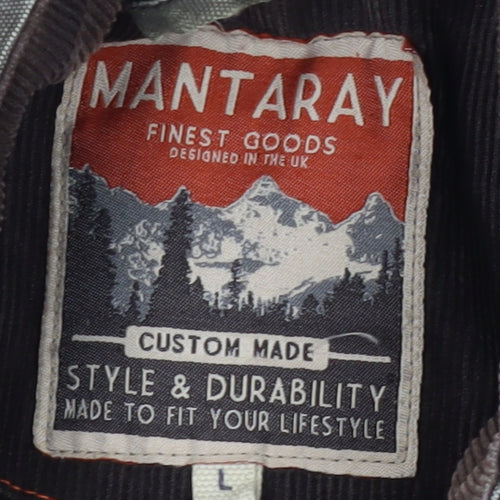 MANTARAY
FINEST GOODS
DESIGNED IN THE UK
CUSTOM MADE
STYLE & DURABILITY
MADE TO FIT YOUR LIFESTYLE
L